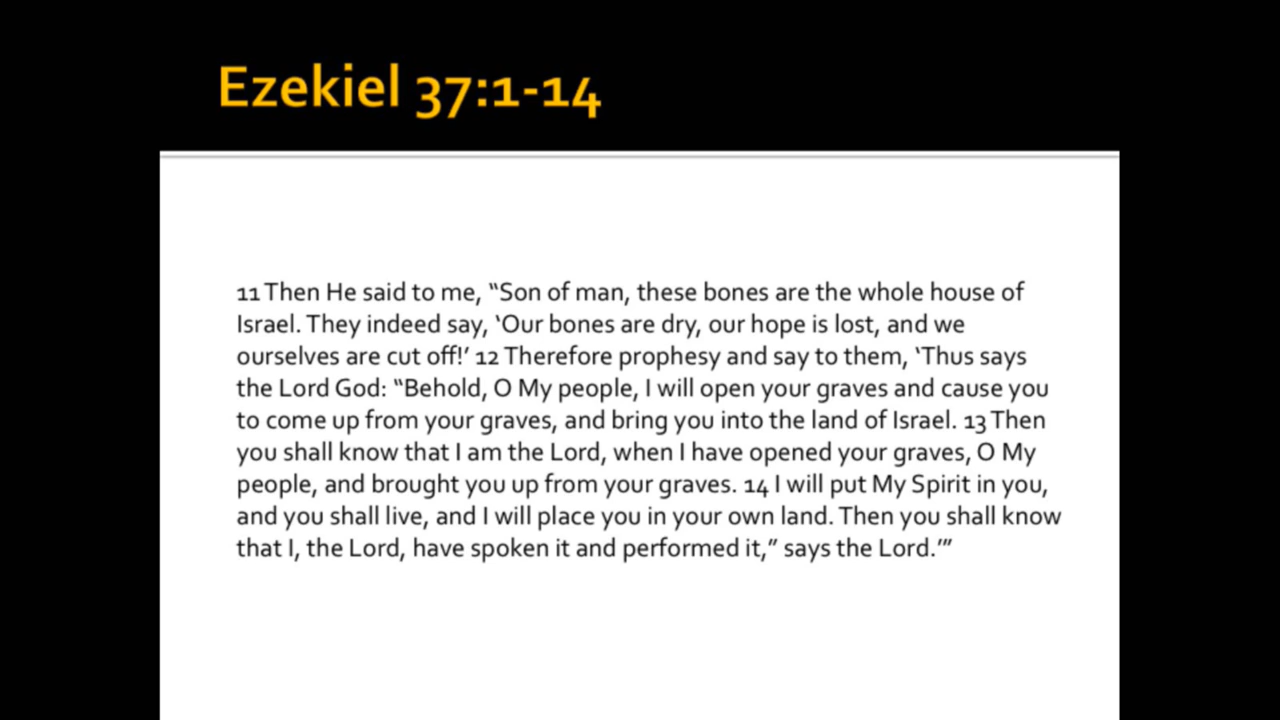 Ezekiel 37:1-14
11 Then He said to me, “Son of man, these bones are the whole house of
Israel. They indeed say, ‘Our bones are dry, our hope is lost, and we
ourselves are cut off!’ 12 Therefore prophesy and say to them, ‘Thus says
the Lord God: “Behold, O My people, I will open your graves and cause you
to come up from your graves, and bring you into the land of Israel. 13 Then
you shall know that I am the Lord, when I have opened your graves, O My
people, and brought you up from your graves. 14 I will put My Spirit in you,
and you shall live, and I will place you in your own land. Then you shall know
that I, the Lord, have spoken it and performed it,” says the Lord.’”